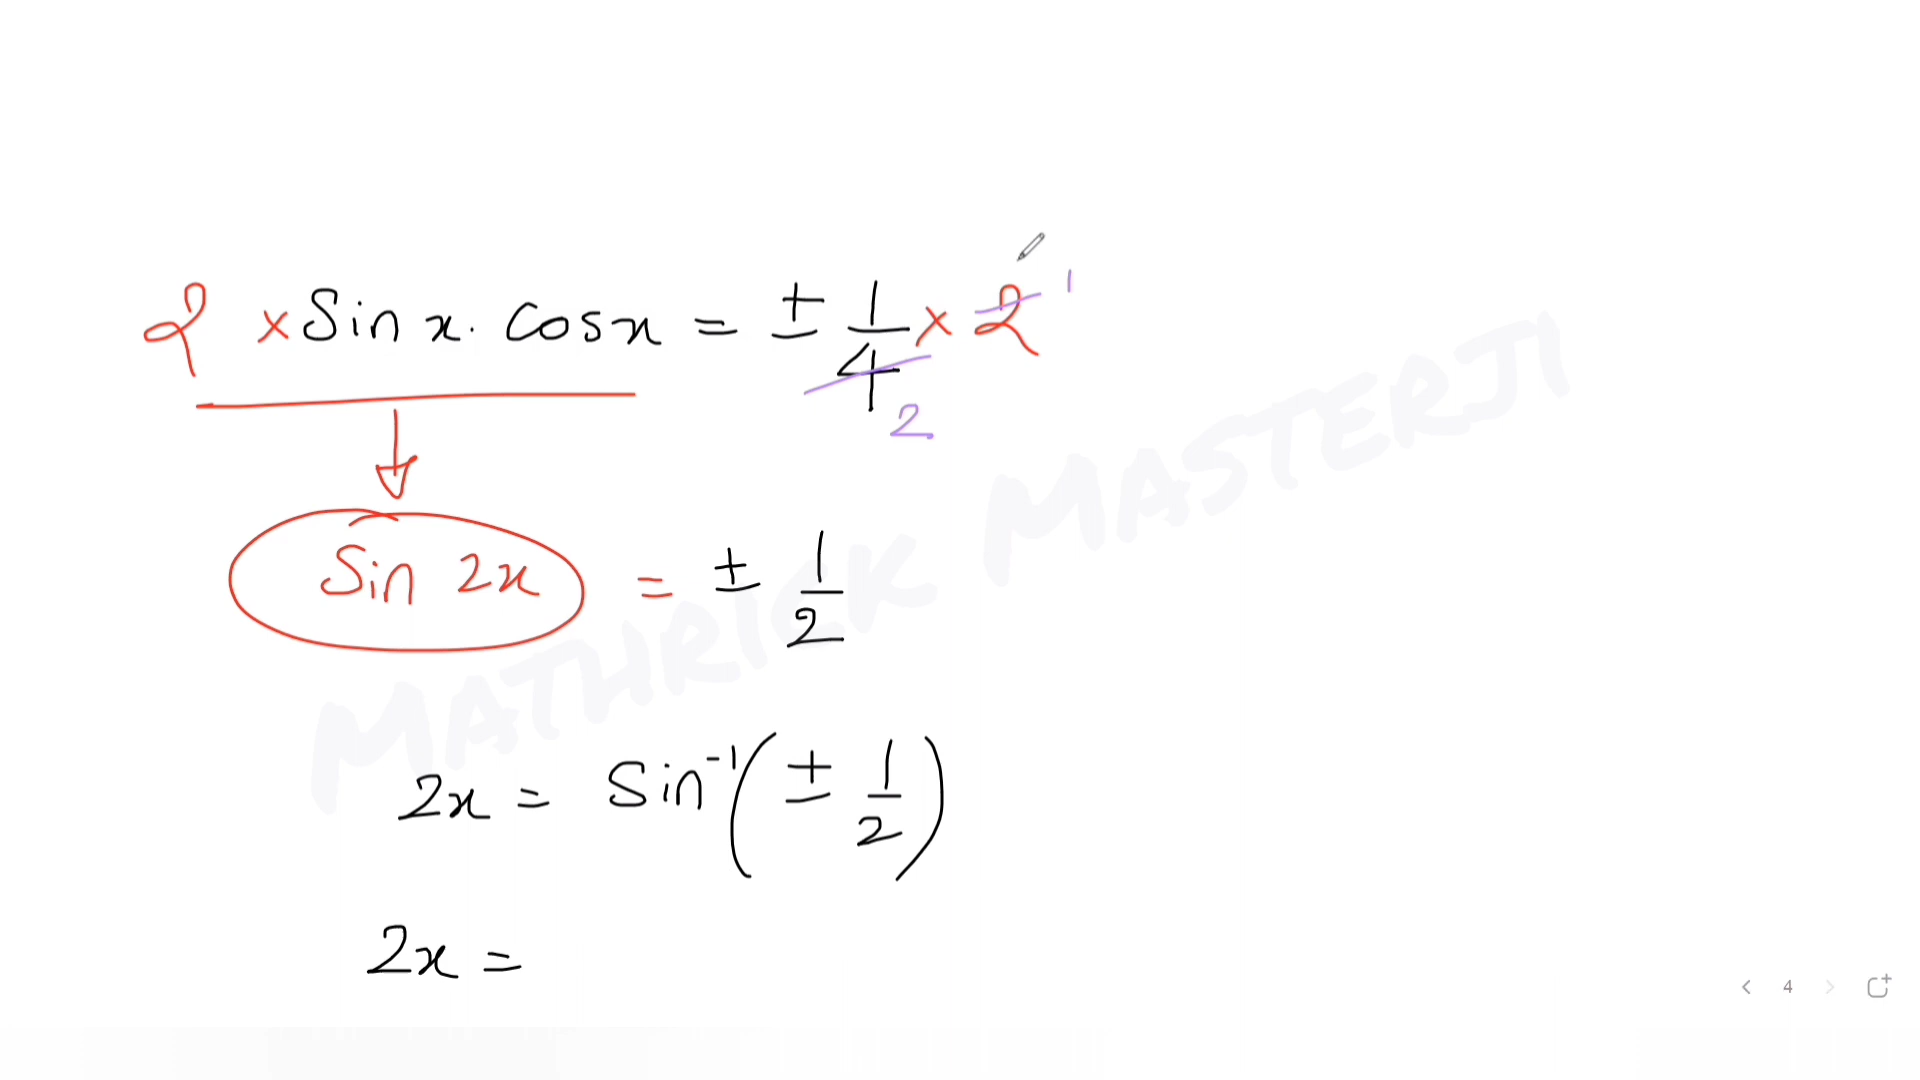 2 × Sin x . Cos x = ± 1/4 × 2 1
2
Sin 2x = ± 1/2
MATHRICK MASTERJI
2x = Sin⁻¹(± 1/2)
2x =
< 4 >